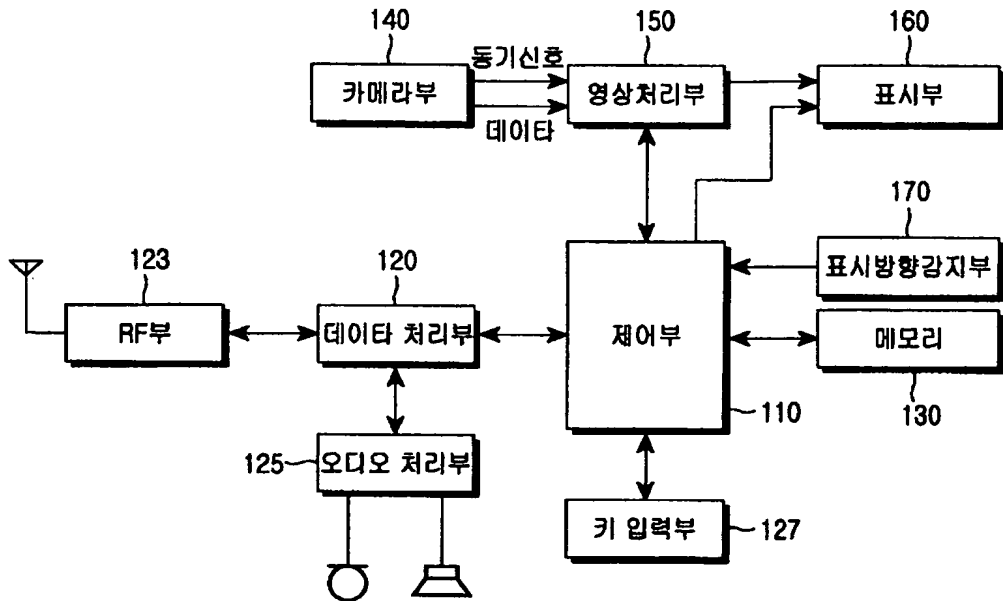 140
150
160
동기신호
카메라부
영상처리부
표시부
데이타
170
표시방향감지부
123
120
RF부
데이타 처리부
제어부
메모리
110
130
125
오디오 처리부
키 입력부
127